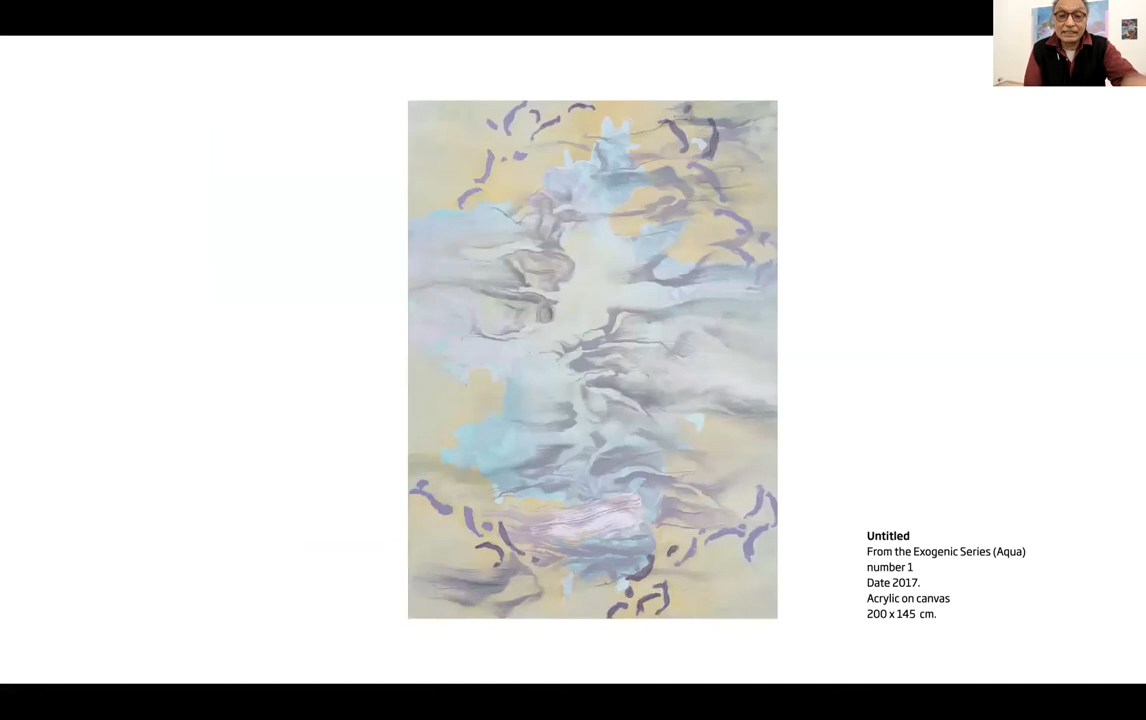 Untitled
From the Exogenic Series (Aqua)
number 1
Date 2017.
Acrylic on canvas
200 x 145 cm.